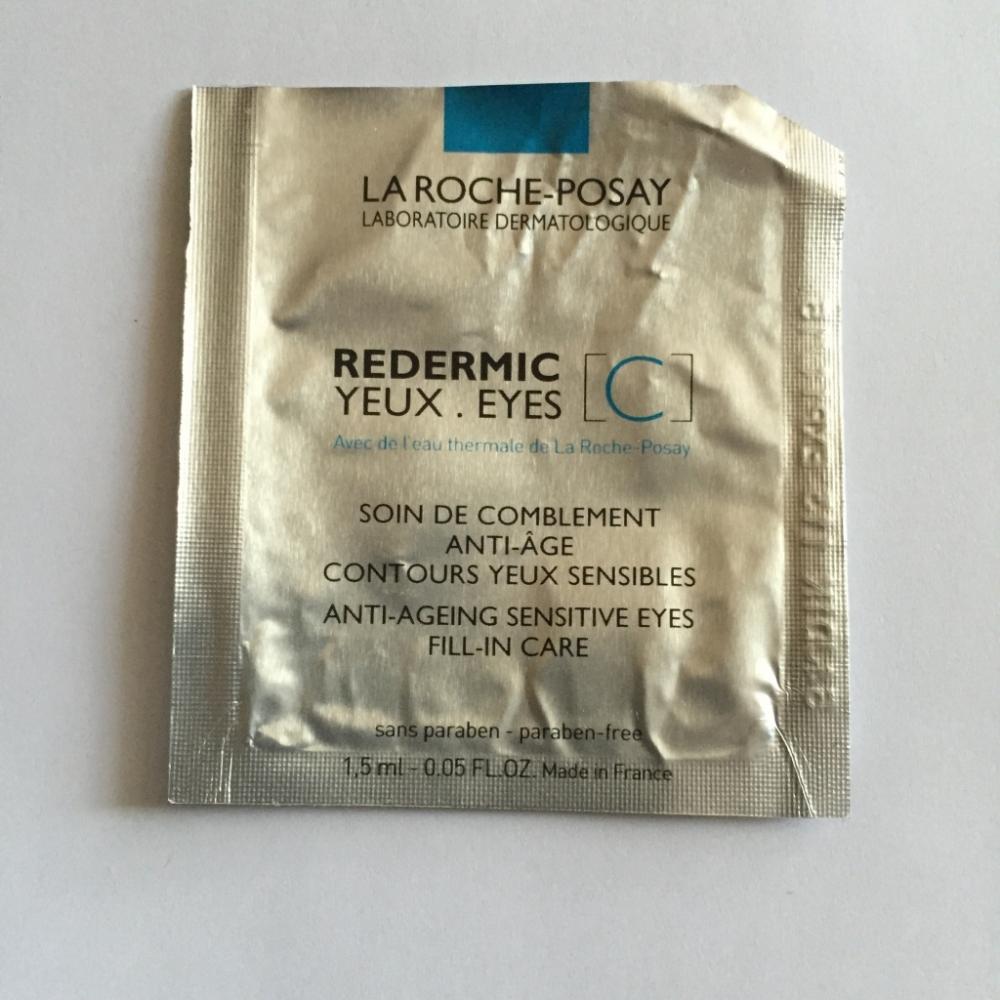 LA ROCHE-POSAY
LABORATOIRE DERMATOLOGIQUE
REDERMIC [C]
YEUX . EYES
Avec de l'eau thermale de La Roche-Posay
SOIN DE COMBLEMENT
ANTI-ÂGE
CONTOURS YEUX SENSIBLES
ANTI-AGEING SENSITIVE EYES
FILL-IN CARE
sans paraben - paraben-free
1,5 ml - 0.05 FL.OZ. Made in France